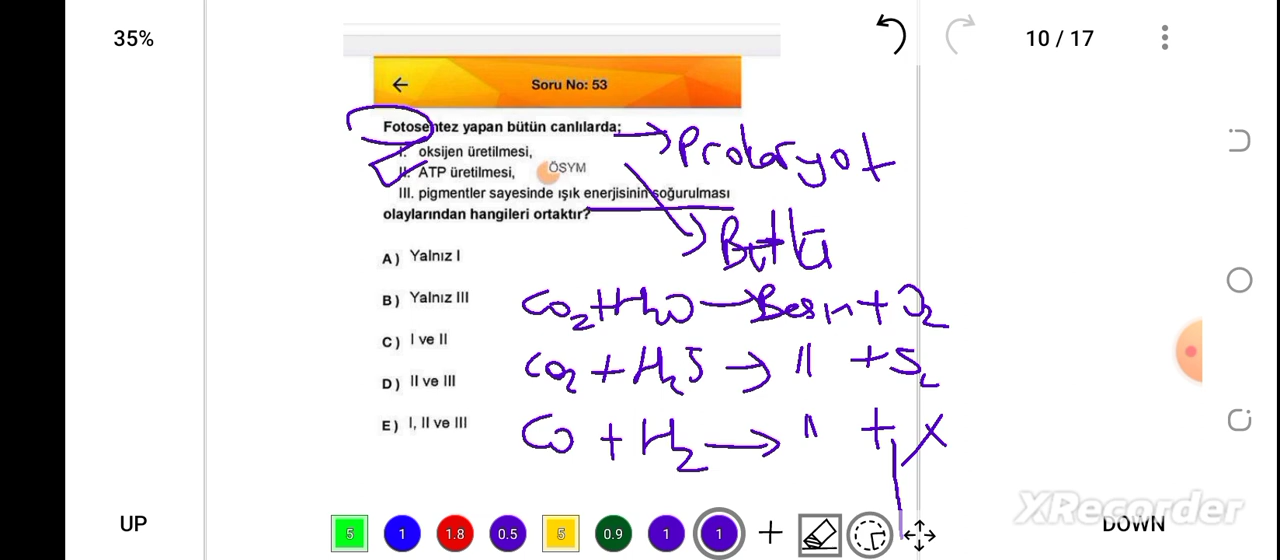 35%
10 / 17
Soru No: 53
Fotosentez yapan bütün canlılarda;
I. oksijen üretilmesi,
II. ATP üretilmesi,
ÖSYM
III. pigmentler sayesinde ışık enerjisinin soğurulması
olaylarından hangileri ortaktır?
Prokaryot
Bitki
A) Yalnız I
B) Yalnız III
C) I ve II
D) II ve III
E) I, II ve III
CO2 + H2O → Besin + O2
CO2 + H2S → " + S2
CO + H2 → " + X
UP
5 1 1.8 0.5 5 0.9 1 1
XRecorder
DOWN